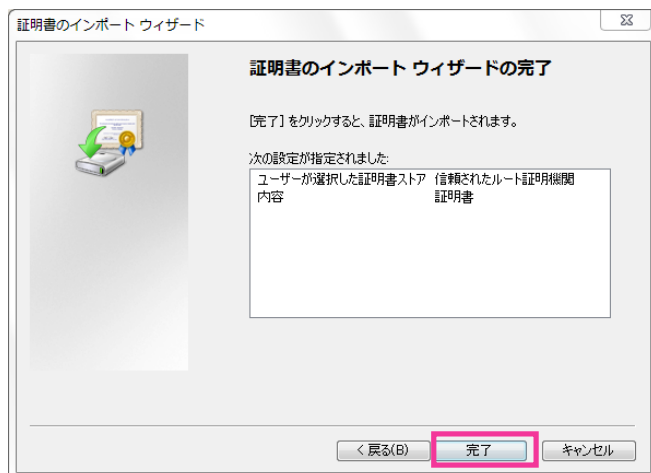 証明書のインポート ウィザード
証明書のインポート ウィザードの完了
[完了] をクリックすると、証明書がインポートされます。
次の設定が指定されました:
ユーザーが選択した証明書ストア 信頼されたルート証明機関
内容 証明書
< 戻る(B) 完了 キャンセル